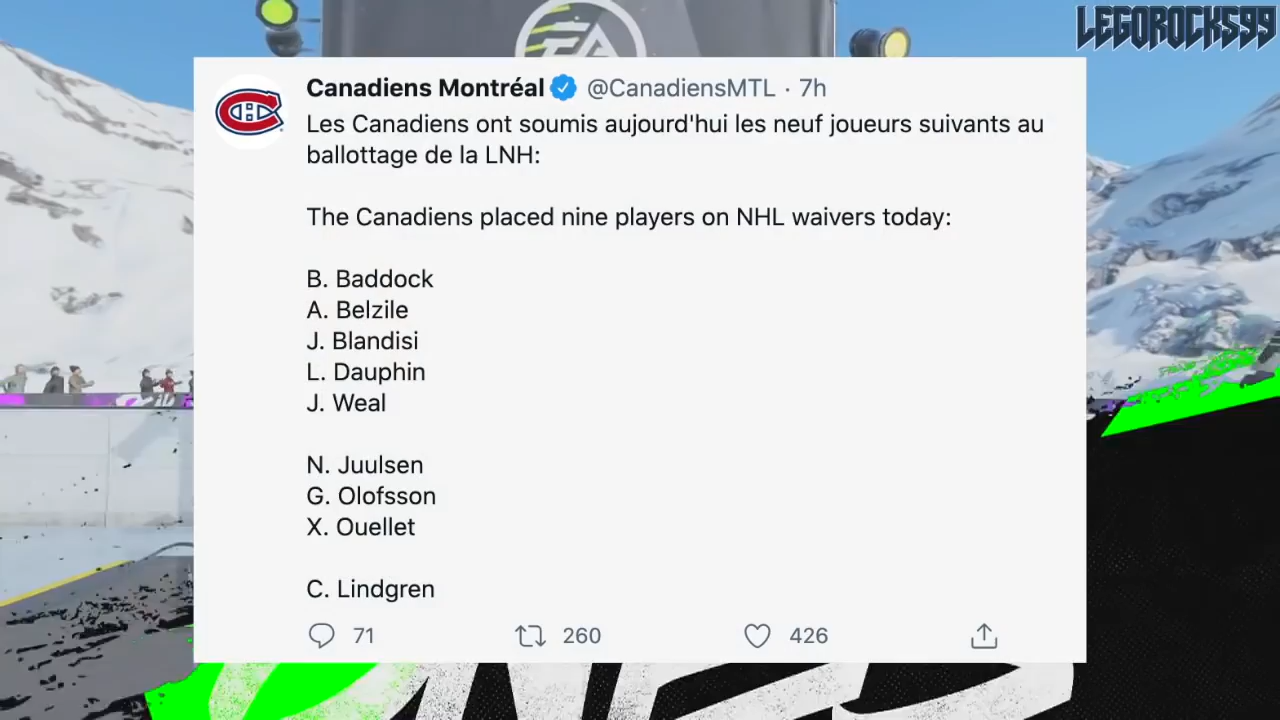 LEGOROCKS99
EA
Canadiens Montréal @CanadiensMTL · 7h
Les Canadiens ont soumis aujourd'hui les neuf joueurs suivants au
ballottage de la LNH:
The Canadiens placed nine players on NHL waivers today:
B. Baddock
A. Belzile
J. Blandisi
L. Dauphin
J. Weal
N. Juulsen
G. Olofsson
X. Ouellet
C. Lindgren
71 260 426